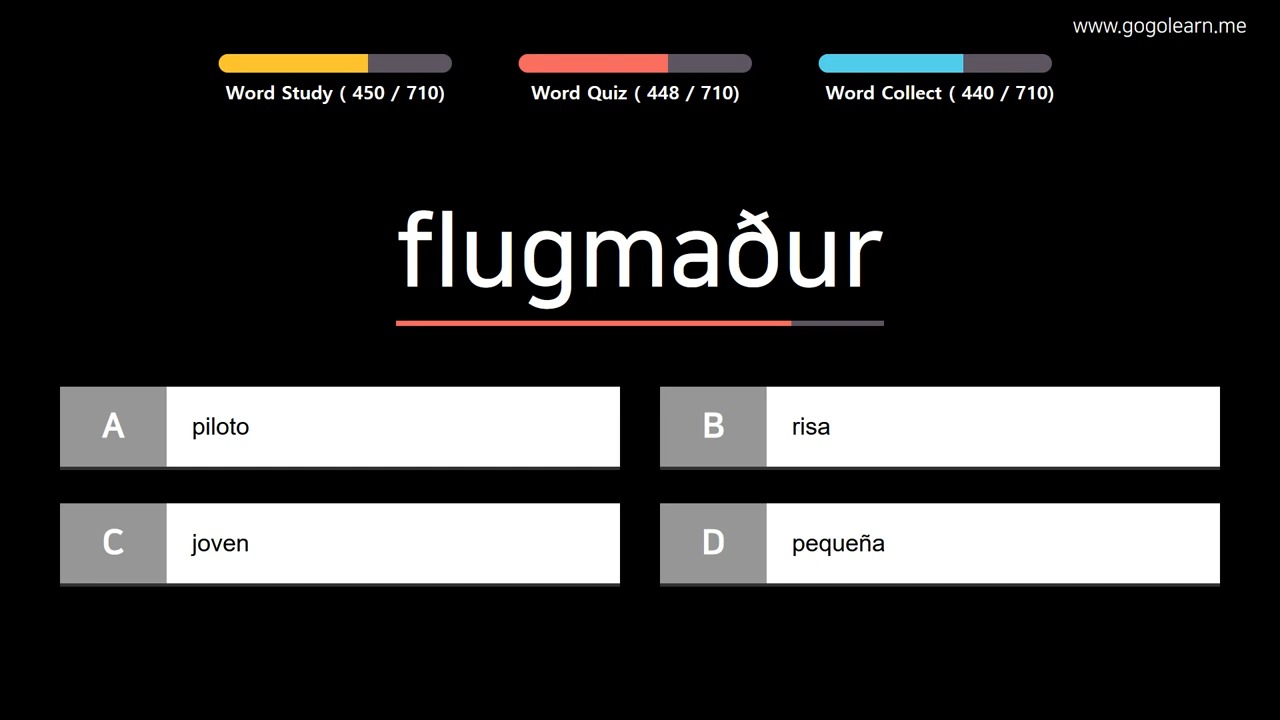 www.gogolearn.me
Word Study ( 450 / 710)
Word Quiz ( 448 / 710)
Word Collect ( 440 / 710)
flugmaður
A piloto
B risa
C joven
D pequeña